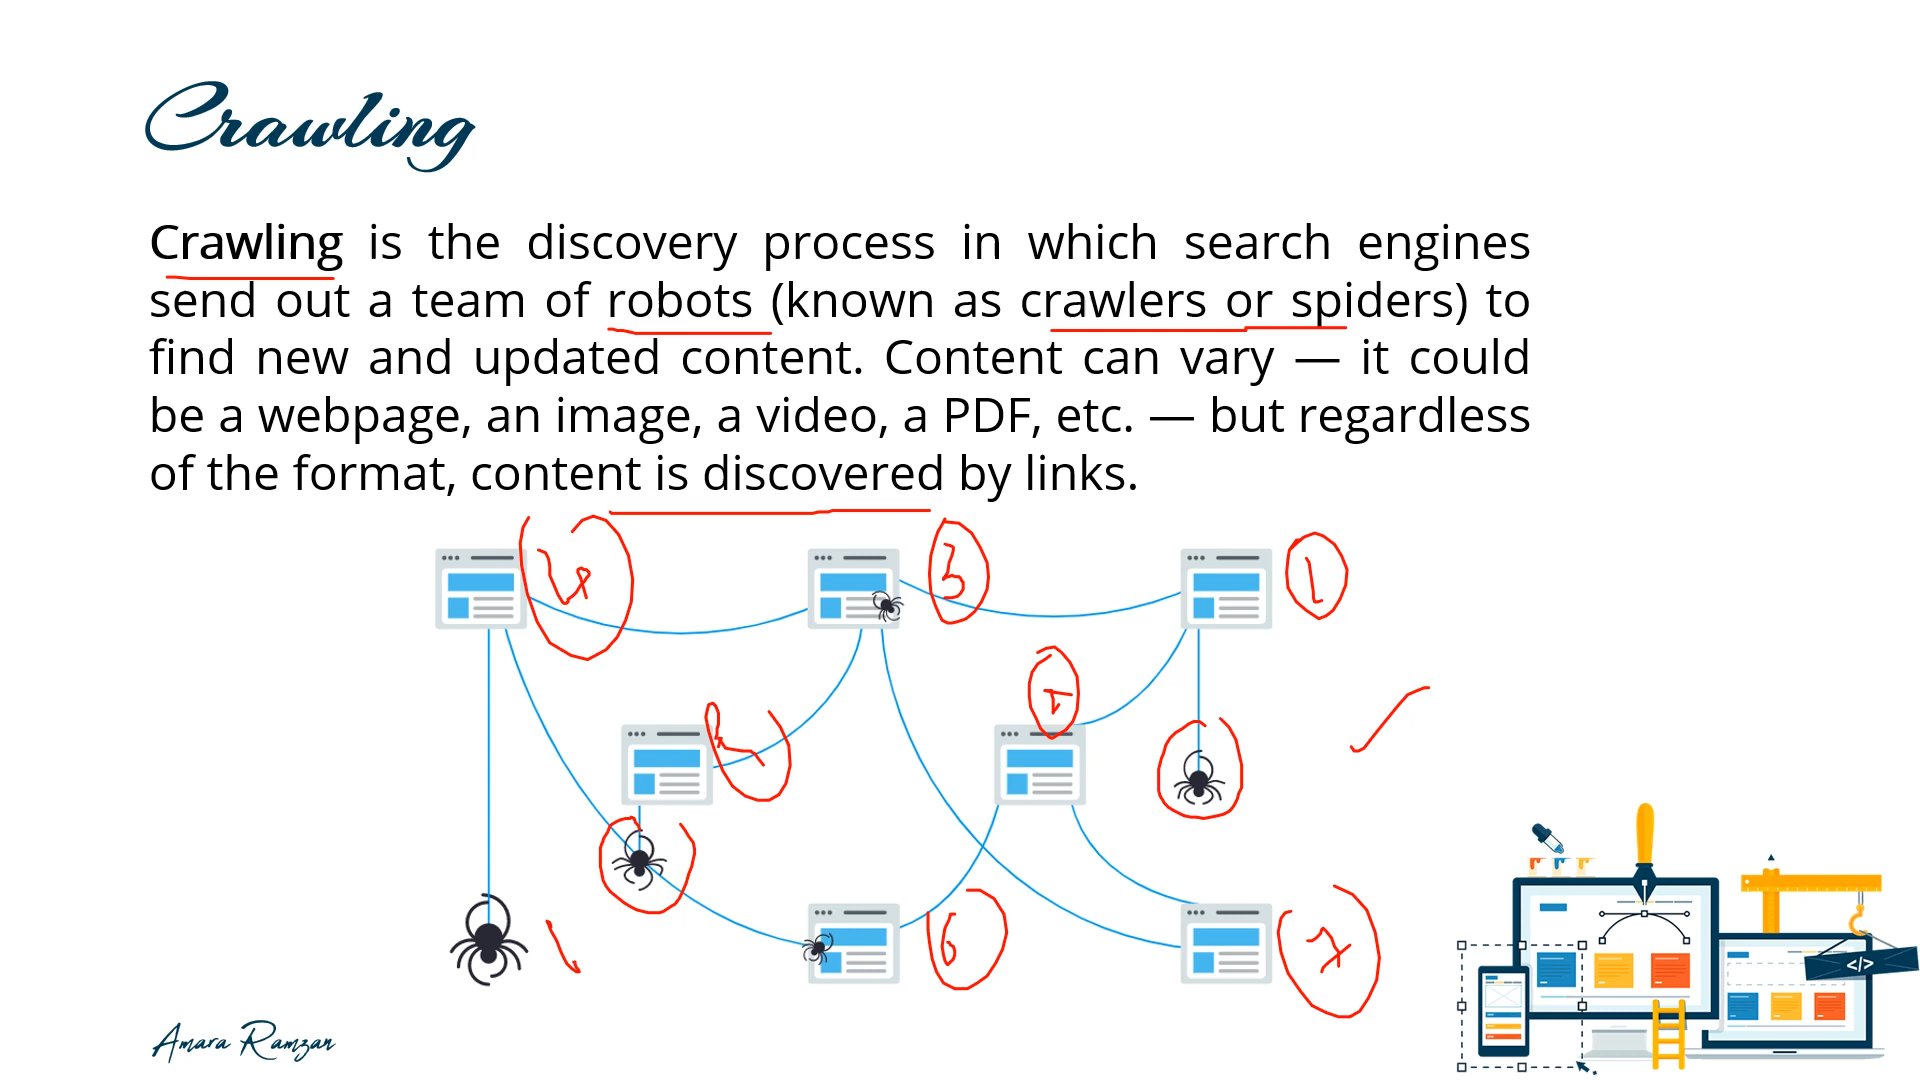 Crawling
Crawling is the discovery process in which search engines
send out a team of robots (known as crawlers or spiders) to
find new and updated content. Content can vary — it could
be a webpage, an image, a video, a PDF, etc. — but regardless
of the format, content is discovered by links.
3
1
6
7
</>
Amara Ramzan